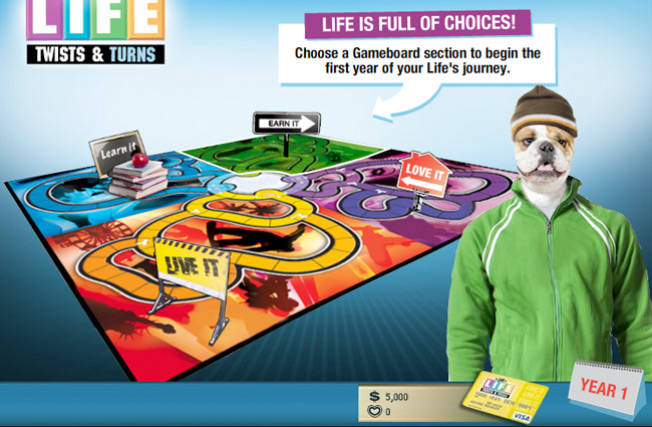 LIFE
TWISTS & TURNS
LIFE IS FULL OF CHOICES!
Choose a Gameboard section to begin the
first year of your Life's journey.
EARN IT
Learn it
LOVE IT
LIVE IT
$ 5,000
0
LIFE
VISA
YEAR 1